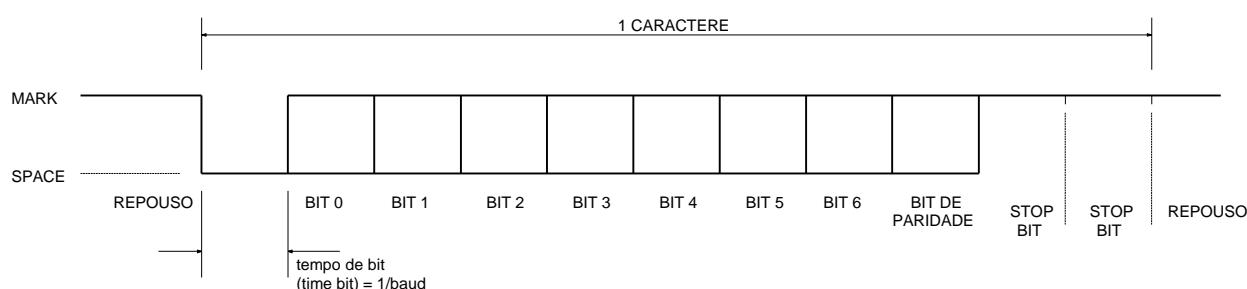 1 CARACTERE
MARK
SPACE
REPOUSO
BIT 0
BIT 1
BIT 2
BIT 3
BIT 4
BIT 5
BIT 6
BIT DE
PARIDADE
STOP
BIT
STOP
BIT
REPOUSO
tempo de bit
(time bit) = 1/baud